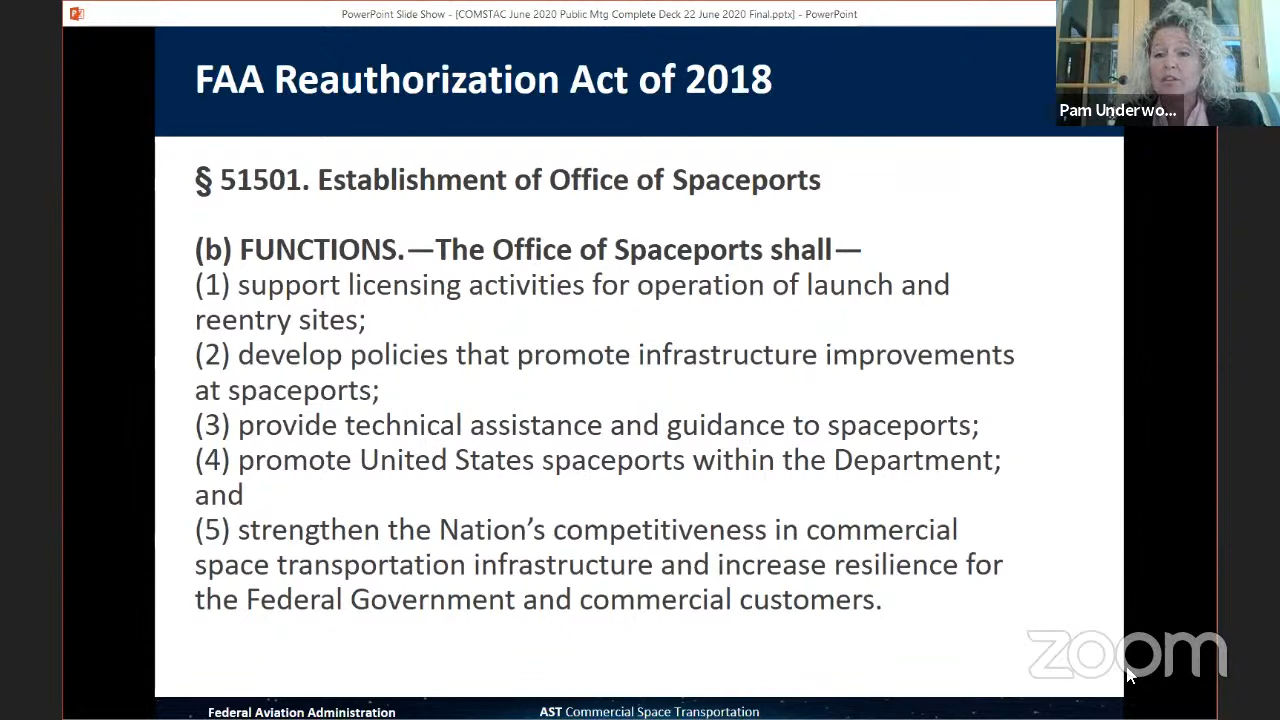 PowerPoint Slide Show - [COMSTAC June 2020 Public Mtg Complete Deck 22 June 2020 Final.pptx] - PowerPoint
FAA Reauthorization Act of 2018
Pam Underwo...
§ 51501. Establishment of Office of Spaceports
(b) FUNCTIONS.—The Office of Spaceports shall—
(1) support licensing activities for operation of launch and
reentry sites;
(2) develop policies that promote infrastructure improvements
at spaceports;
(3) provide technical assistance and guidance to spaceports;
(4) promote United States spaceports within the Department;
and
(5) strengthen the Nation’s competitiveness in commercial
space transportation infrastructure and increase resilience for
the Federal Government and commercial customers.
zoom
Federal Aviation Administration
AST Commercial Space Transportation